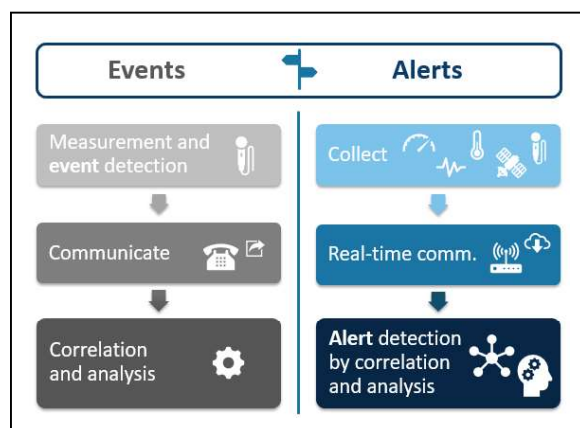 Events
Alerts
Measurement and
event detection
Communicate
Correlation
and analysis
Collect
Real-time comm.
Alert detection
by correlation
and analysis